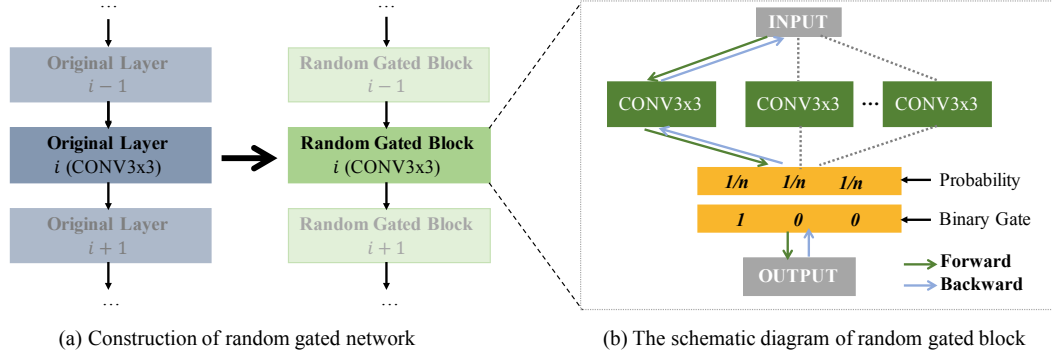 ...
Original Layer
i − 1
Original Layer
i (CONV3x3)
Original Layer
i + 1
...
...
Random Gated Block
i − 1
Random Gated Block
i (CONV3x3)
Random Gated Block
i + 1
...
(a) Construction of random gated network
INPUT
CONV3x3 CONV3x3 ... CONV3x3
1/n 1/n 1/n Probability
1 0 0 Binary Gate
OUTPUT
Forward
Backward
(b) The schematic diagram of random gated block